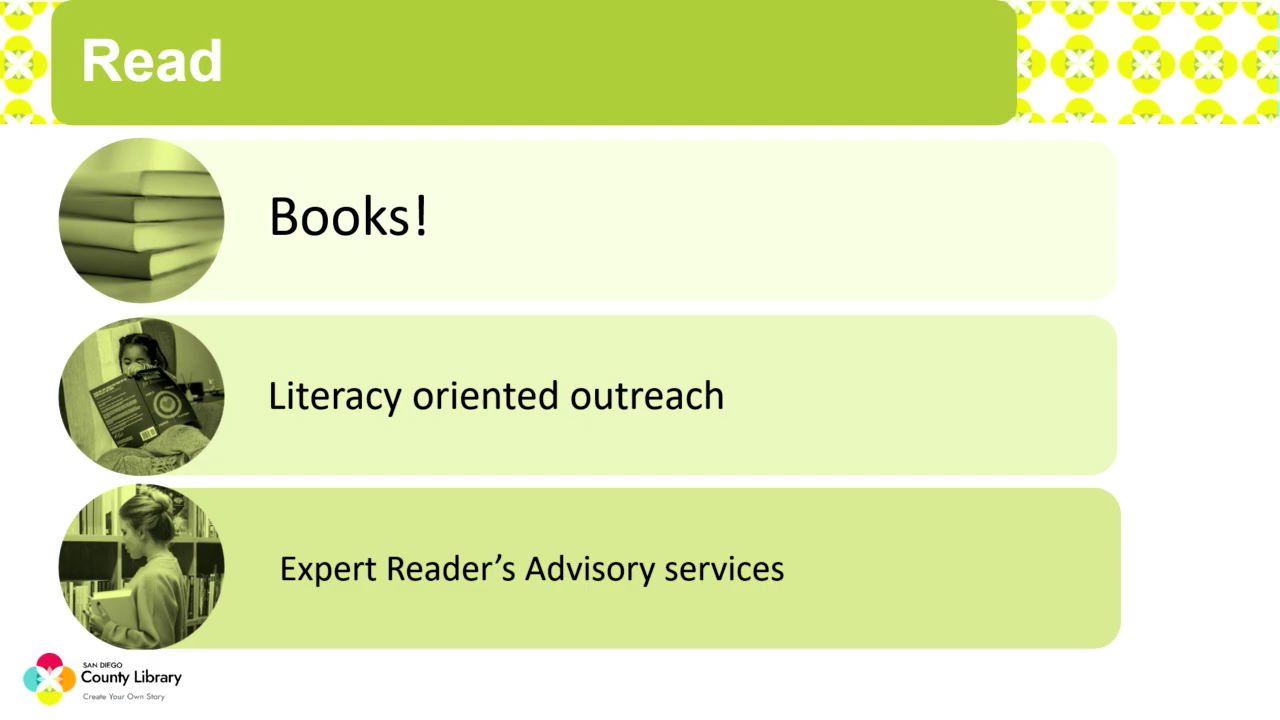 Read
Books!
Literacy oriented outreach
Expert Reader’s Advisory services
SAN DIEGO
County Library
Create Your Own Story